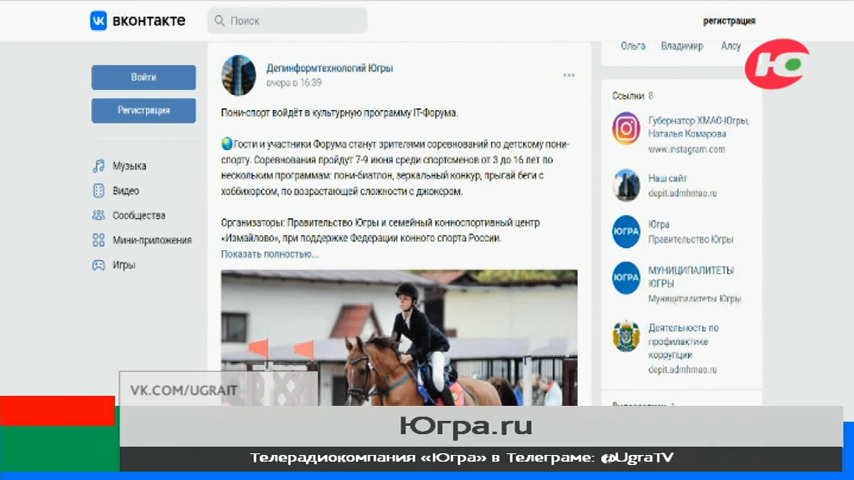 вконтакте
Поиск
регистрация
Войти
Регистрация
Музыка
Видео
Сообщества
Мини-приложения
Игры
Депинформтехнологий Югры
вчера в 16:39
Пони-спорт войдёт в культурную программу IT-Форума.
Гости и участники Форума станут зрителями соревнований по детскому пони-
спорту. Соревнования пройдут 7-9 июня среди спортсменов от 3 до 16 лет по
нескольким программам: пони-биатлон, зеркальный конкур, прыгай беги с
хоббихорсом, по возрастающей сложности с джокером.
Организаторы: Правительство Югры и семейный конноспортивный центр
«Измайлово», при поддержке Федерации конного спорта России.
Показать полностью...
Ольга Владимир Алсу
Ю
Ссылки 8
Губернатор ХМАО-Югры,
Наталья Комарова
www.instagram.com
Наш сайт
depit.admhmao.ru
ЮГРА
Югра
Правительство Югры
ЮГРА
МУНИЦИПАЛИТЕТЫ
ЮГРЫ
Муниципалитеты Югры
Деятельность по
профилактике
коррупции
depit.admhmao.ru
VK.COM/UGRAIT
Югра.ru
Телерадиокомпания «Югра» в Телеграме: @UgraTV